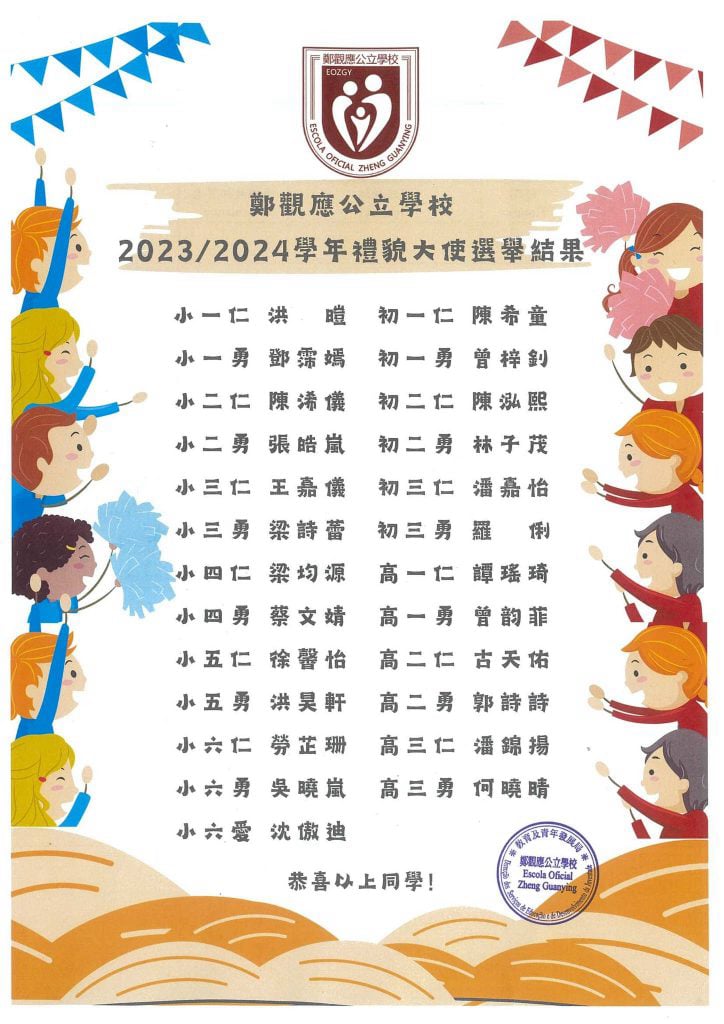 鄭觀應公立學校
EOZGY
ESCOLA OFICIAL ZHENG GUANYING
鄭觀應公立學校
2023/2024學年禮貌大使選舉結果
小一仁 洪 暟 初一仁 陳希童
小一勇 鄧霂嫣 初一勇 曾梓釗
小二仁 陳浠儀 初二仁 陳泓熙
小二勇 張皓嵐 初二勇 林子茂
小三仁 王嘉儀 初三仁 潘嘉怡
小三勇 梁詩蕾 初三勇 羅 俐
小四仁 梁均源 高一仁 譚瑤琦
小四勇 蔡文婧 高一勇 曾韵菲
小五仁 徐馨怡 高二仁 古天佑
小五勇 洪昊軒 高二勇 郭詩詩
小六仁 勞芷珊 高三仁 潘錦揚
小六勇 吳曉嵐 高三勇 何曉晴
小六愛 沈傲迪
恭喜以上同學!
教育及青年發展局
鄭觀應公立學校
Escola Oficial
Zheng Guanying
Direcção dos Serviços de Educação e de Desenvolvimento da Juventude